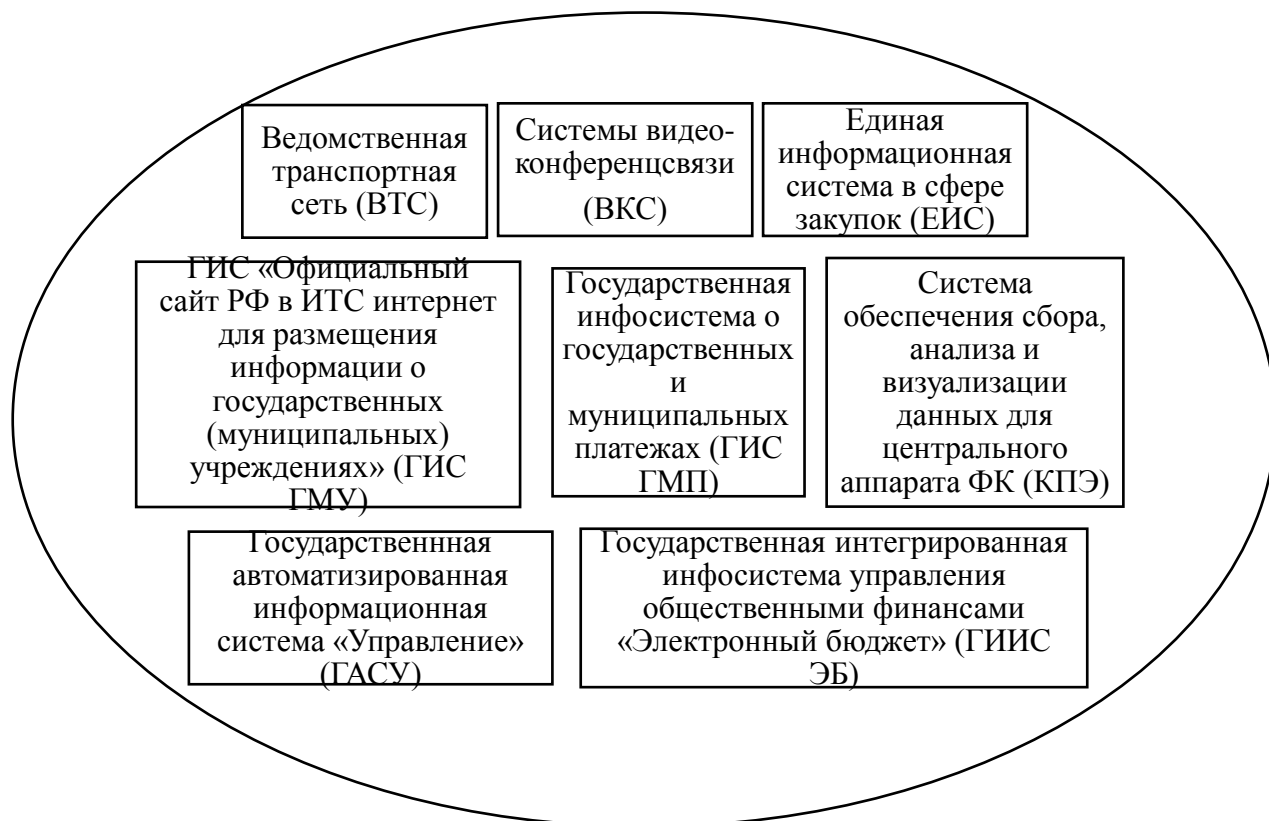 Ведомственная
транспортная
сеть (ВТС)
Системы видео-
конференцсвязи
(ВКС)
Единая
информационная
система в сфере
закупок (ЕИС)
ГИС «Официальный
сайт РФ в ИТС интернет
для размещения
информации о
государственных
(муниципальных)
учреждениях» (ГИС
ГМУ)
Государственная
инфосистема о
государственных
и
муниципальных
платежах (ГИС
ГМП)
Система
обеспечения сбора,
анализа и
визуализации
данных для
центрального
аппарата ФК (КПЭ)
Государственнная
автоматизированная
информационная
система «Управление»
(ГАСУ)
Государственная интегрированная
инфосистема управления
общественными финансами
«Электронный бюджет» (ГИИС
ЭБ)